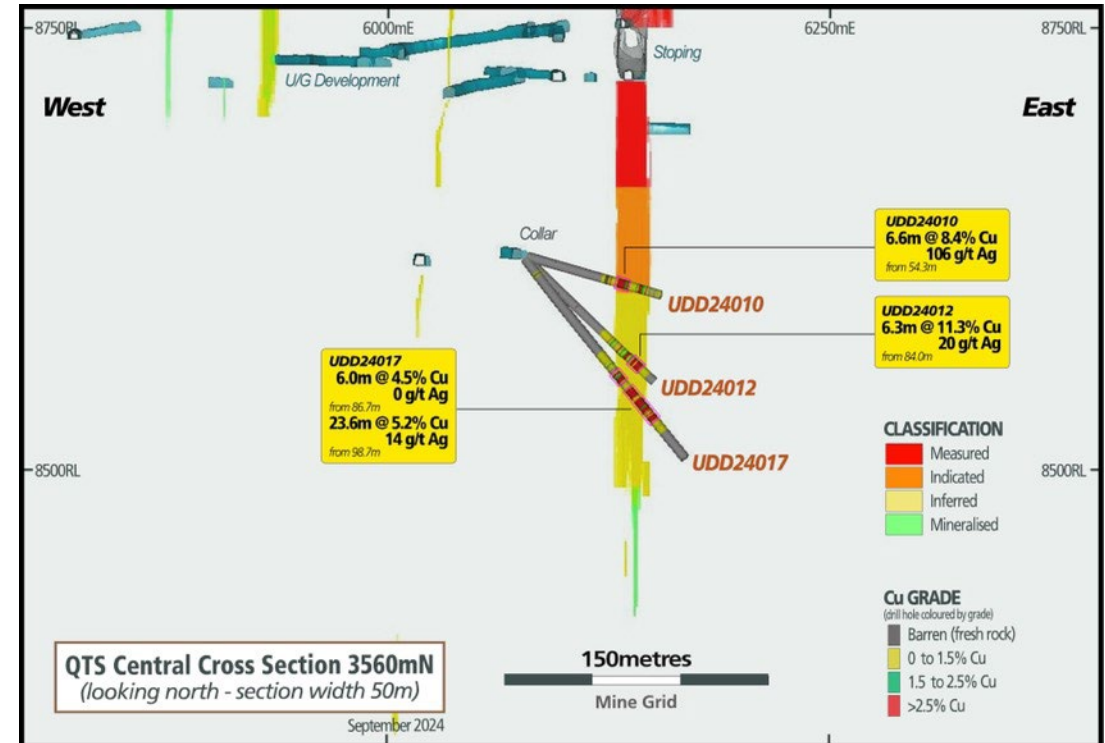 8750RL
6000mE
6250mE
8750RL
Stoping
U/G Development
West
East
Collar
UDD24010
6.6m @ 8.4% Cu
106 g/t Ag
from 54.3m
UDD24010
UDD24012
6.3m @ 11.3% Cu
20 g/t Ag
from 84.0m
UDD24012
UDD24017
6.0m @ 4.5% Cu
0 g/t Ag
from 86.7m
23.6m @ 5.2% Cu
14 g/t Ag
from 98.7m
UDD24017
8500RL
8500RL
CLASSIFICATION
Measured
Indicated
Inferred
Mineralised
Cu GRADE
(drill hole coloured by grade)
Barren (fresh rock)
0 to 1.5% Cu
1.5 to 2.5% Cu
>2.5% Cu
150metres
Mine Grid
QTS Central Cross Section 3560mN
(looking north - section width 50m)
September 2024